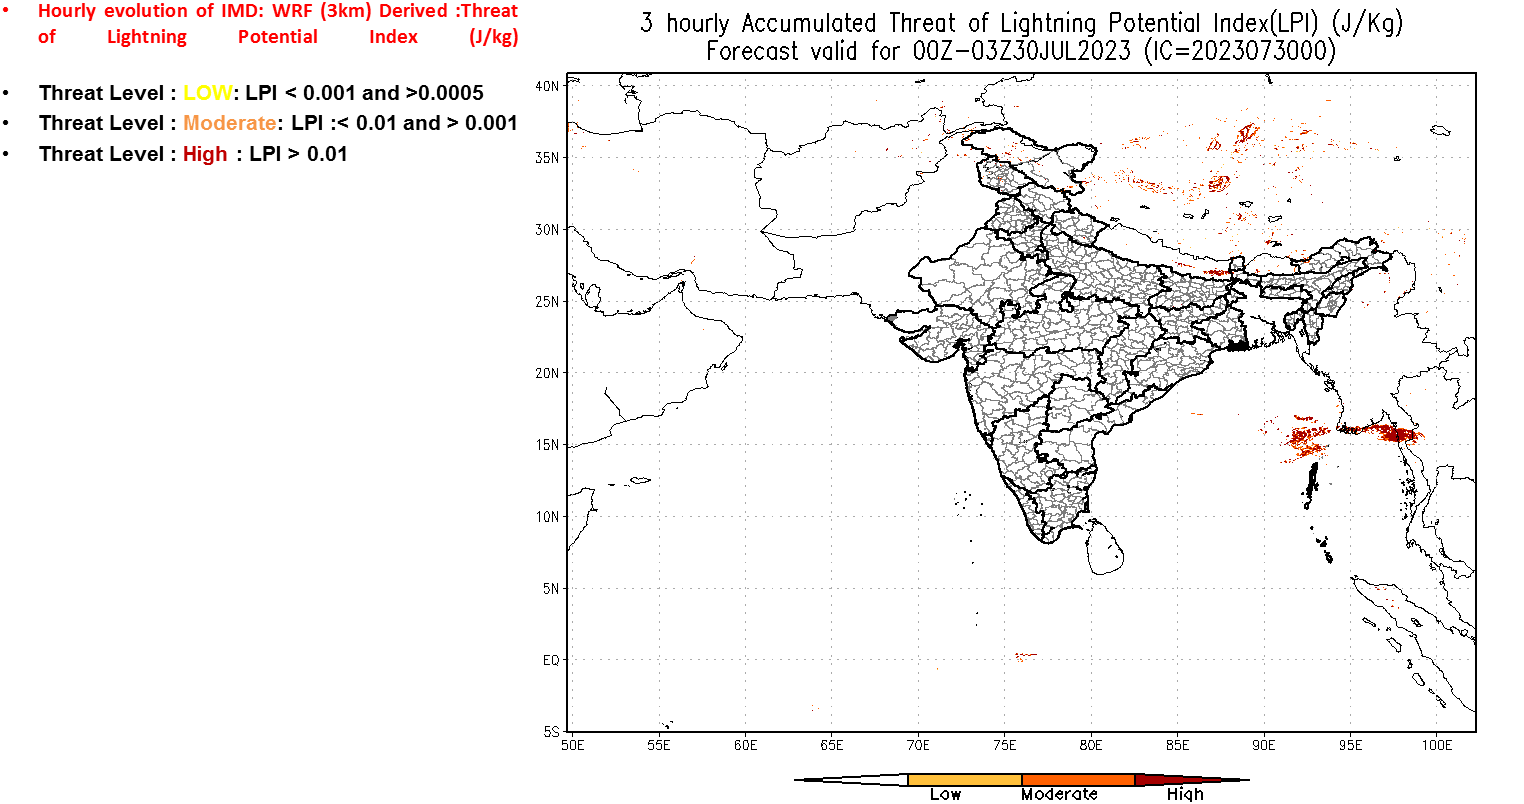 • Hourly evolution of IMD: WRF (3km) Derived :Threat
of Lightning Potential Index (J/kg)
• Threat Level : LOW: LPI < 0.001 and >0.0005
• Threat Level : Moderate: LPI :< 0.01 and > 0.001
• Threat Level : High : LPI > 0.01
3 hourly Accumulated Threat of Lightning Potential Index(LPI) (J/Kg)
Forecast valid for 00Z-03Z30JUL2023 (IC=2023073000)
40N
35N
30N
25N
20N
15N
10N
5N
EQ
5S
50E 55E 60E 65E 70E 75E 80E 85E 90E 95E 100E
Low Moderate High